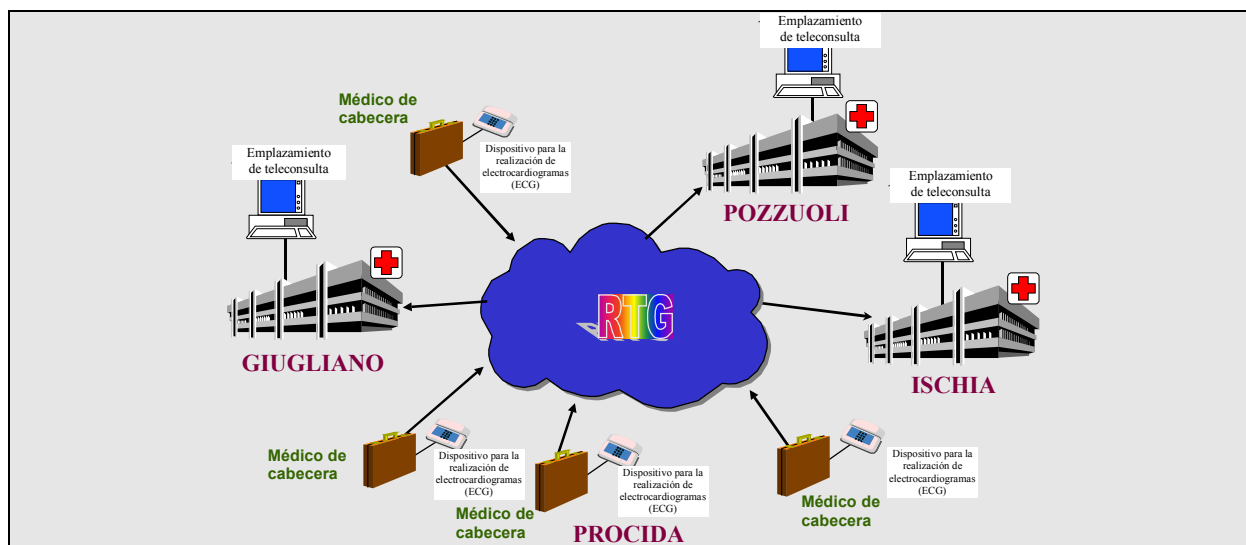 Emplazamiento
de teleconsulta
Médico de
cabecera
Dispositivo para la
realización de
electrocardiogramas
(ECG)
POZZUOLI
Emplazamiento
de teleconsulta
Emplazamiento
de teleconsulta
GIUGLIANO
RTG
ISCHIA
Médico de
cabecera
Dispositivo para la
realización de
electrocardiogramas
(ECG)
Médico de
cabecera
Dispositivo para la
realización de
electrocardiogramas
(ECG)
PROCIDA
Médico de
cabecera
Dispositivo para la
realización de
electrocardiogramas
(ECG)